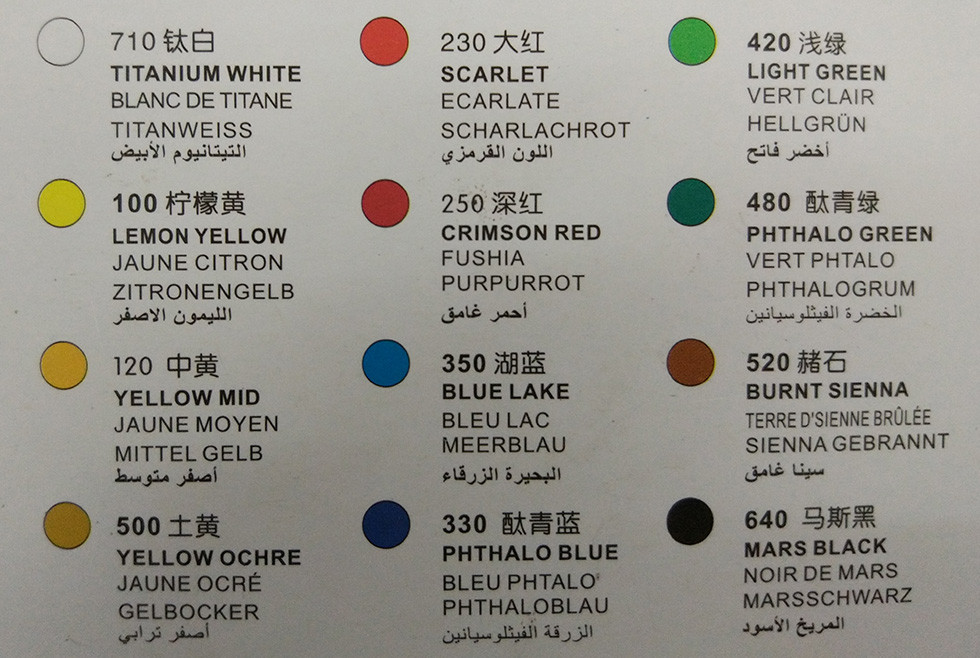 710 钛白
TITANIUM WHITE
BLANC DE TITANE
TITANWEISS
التيتانيوم الأبيض
100 柠檬黄
LEMON YELLOW
JAUNE CITRON
ZITRONENGELB
الليمون الاصفر
120 中黄
YELLOW MID
JAUNE MOYEN
MITTEL GELB
أصفر متوسط
500 土黄
YELLOW OCHRE
JAUNE OCRÉ
GELBOCKER
أصفر ترابي
230 大红
SCARLET
ECARLATE
SCHARLACHROT
اللون القرمزي
250 深红
CRIMSON RED
FUSHIA
PURPURROT
أحمر غامق
350 湖蓝
BLUE LAKE
BLEU LAC
MEERBLAU
البحيرة الزرقاء
330 酞青蓝
PHTHALO BLUE
BLEU PHTALO
PHTHALOBLAU
الزرقة الفيثلوسيانين
420 浅绿
LIGHT GREEN
VERT CLAIR
HELLGRÜN
أخضر فاتح
480 酞青绿
PHTHALO GREEN
VERT PHTALO
PHTHALOGRUM
الخضرة الفيثلوسيانين
520 赭石
BURNT SIENNA
TERRE D'SIENNE BRÛLÉE
SIENNA GEBRANNT
سينا غامق
640 马斯黑
MARS BLACK
NOIR DE MARS
MARSSCHWARZ
المريخ الأسود